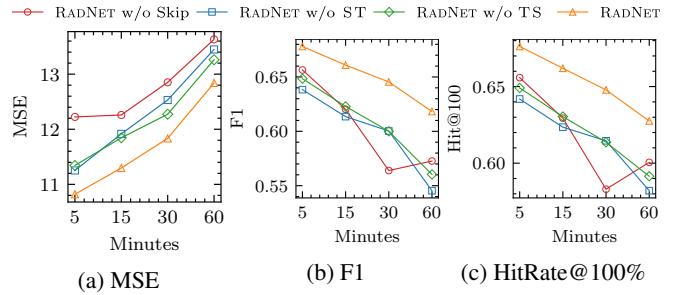 RADNET w/o Skip RADNET w/o ST RADNET w/o TS RADNET
MSE
13
12
11
5 15 30 60
Minutes
(a) MSE
F1
0.65
0.60
0.55
5 15 30 60
Minutes
(b) F1
Hit@100
0.65
0.60
5 15 30 60
Minutes
(c) HitRate@100%